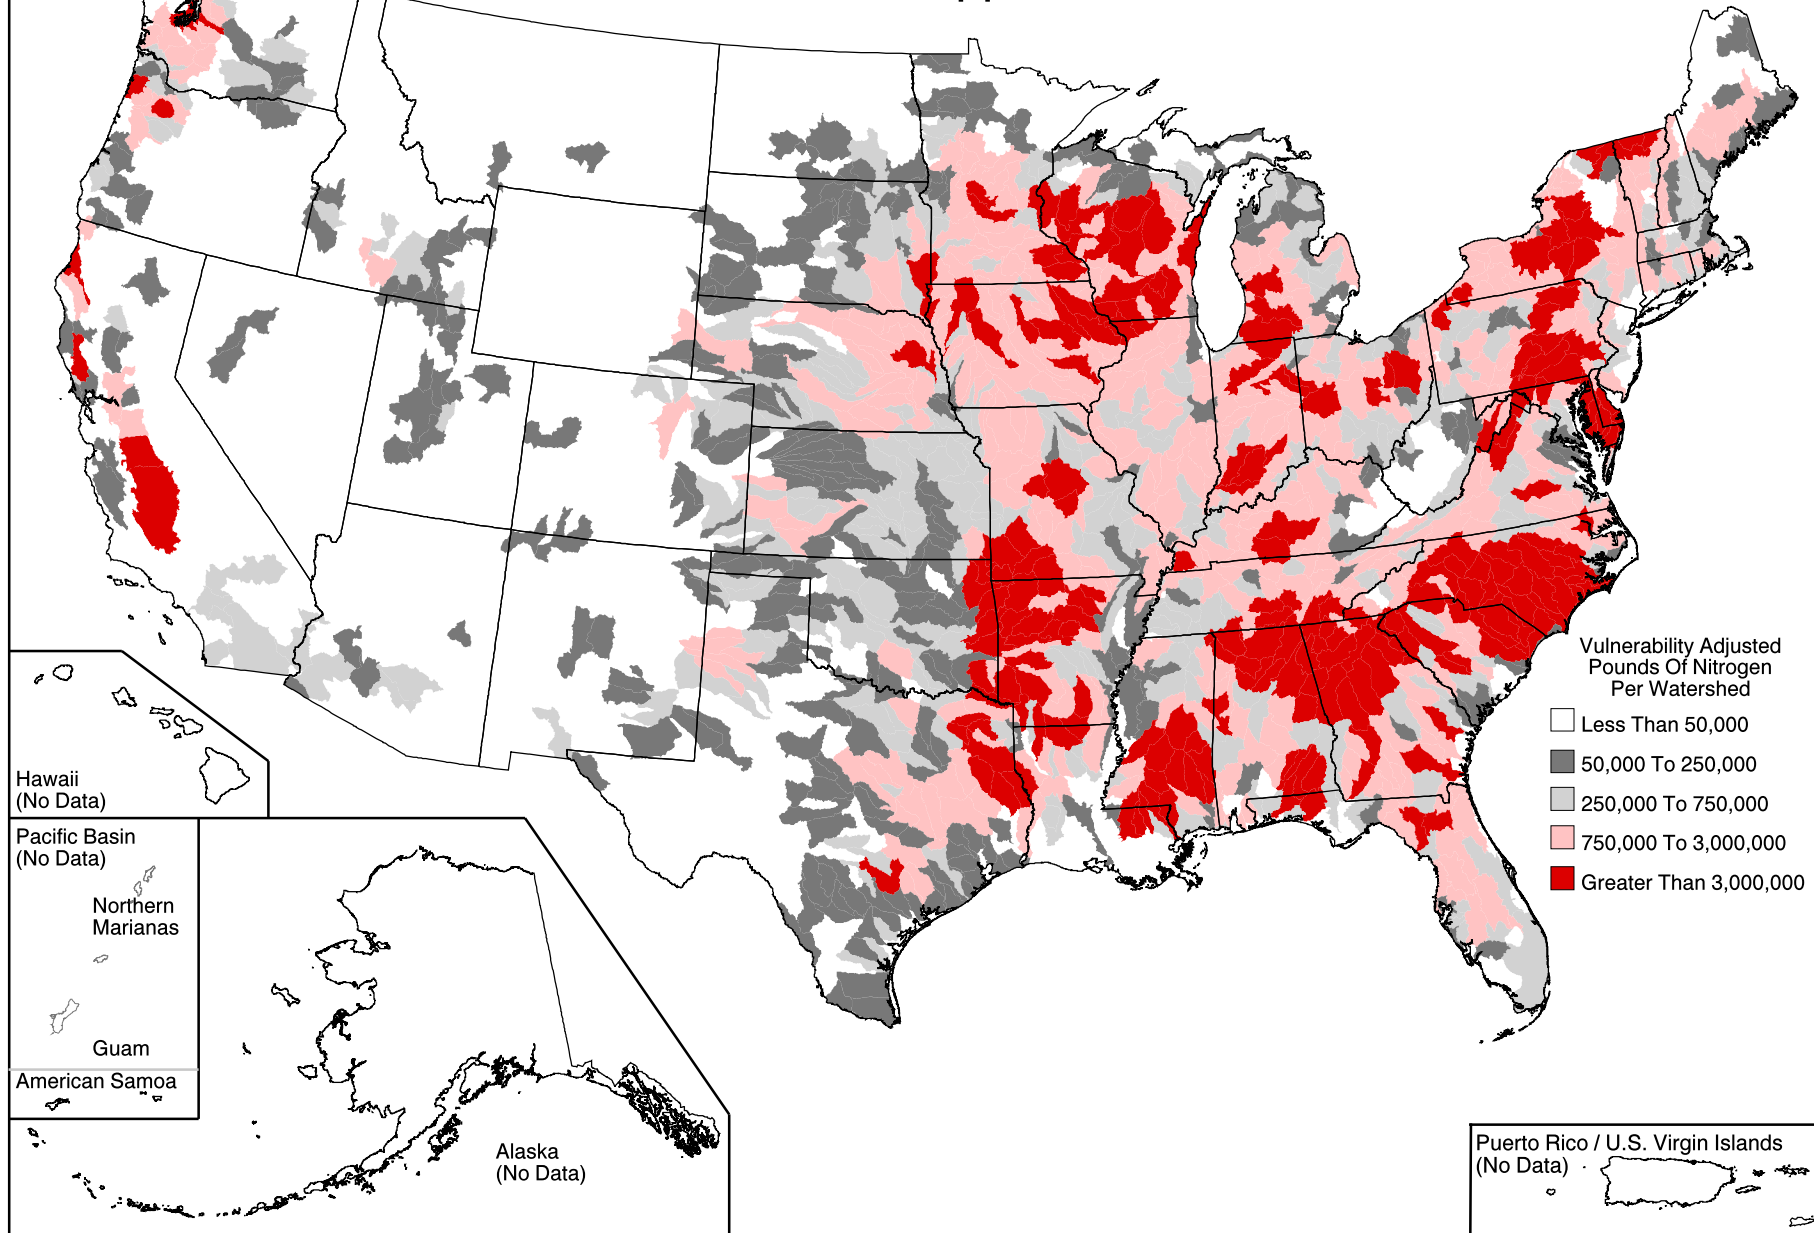 Vulnerability Adjusted
Pounds Of Nitrogen
Per Watershed
Less Than 50,000
50,000 To 250,000
250,000 To 750,000
750,000 To 3,000,000
Greater Than 3,000,000
Hawaii
(No Data)
Pacific Basin
(No Data)
Northern
Marianas
Guam
American Samoa
Alaska
(No Data)
Puerto Rico / U.S. Virgin Islands
(No Data)